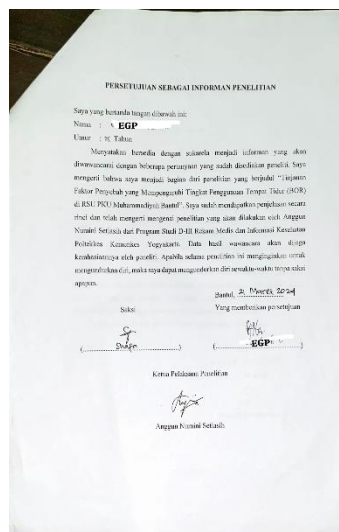 PERSETUJUAN SEBAGAI INFORMAN PENELITIAN
Saya yang bertanda tangan dibawah ini:
Nama : EGP
Umur : Tahun
Menyatakan bersedia dengan sukarela menjadi informan yang akan
diwawancarai dengan beberapa pertanyaan yang sudah disediakan peneliti. Saya
mengerti bahwa saya menjadi bagian dari penelitian yang berjudul "Tinjauan
Faktor Penyebab yang Mempengaruhi Tingkat Penggunaan Tempat Tidur (BOR)
di RSU PKU Muhammadiyah Bantul". Saya sudah mendapatkan penjelasan secara
rinci dan telah mengerti mengenai penelitian yang akan dilakukan oleh Anggun
Nuraini Setiasih dari Program Studi D-III Rekam Medis dan Informasi Kesehatan
Poltekkes Kemenkes Yogyakarta. Data hasil wawancara akan dijaga
kerahasiaannya oleh peneliti. Apabila selama penelitian ini menginginkan untuk
mengundurkan diri, maka saya dapat mengundurkan diri sewaktu-waktu tanpa sanksi
apapun.
Bantul, 21 Maret 2024
Saksi
Yang memberikan persetujuan
(....................)
(......EGP......)
Ketua Pelaksana Penelitian
Anggun Nuraini Setiasih